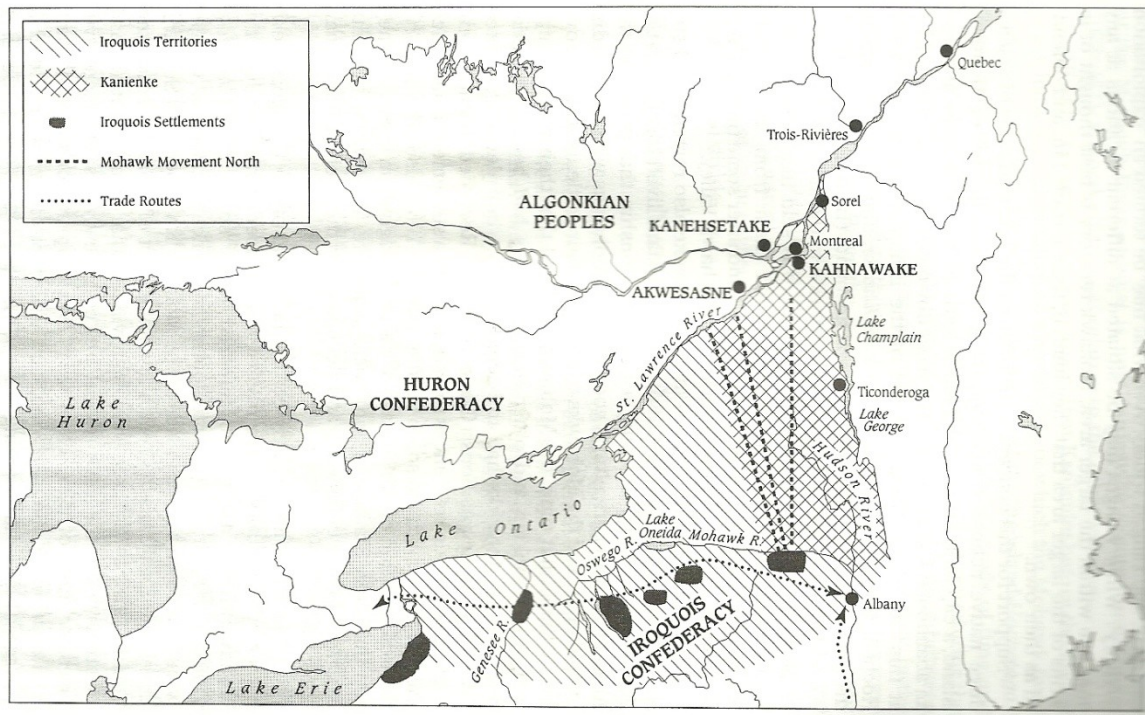 Iroquois Territories
Kanienke
Iroquois Settlements
Mohawk Movement North
Trade Routes
Quebec
Trois-Rivières
ALGONKIAN
PEOPLES
Sorel
KANEHSETAKE
Montreal
KAHNAWAKE
AKWESASNE
St. Lawrence River
Lake
Champlain
HURON
CONFEDERACY
Ticonderoga
Lake
Huron
Lake
George
Hudson River
Lake Ontario
Lake
Oneida
Mohawk R.
Oswego R.
Albany
IROQUOIS
CONFEDERACY
Genesee R.
Lake Erie